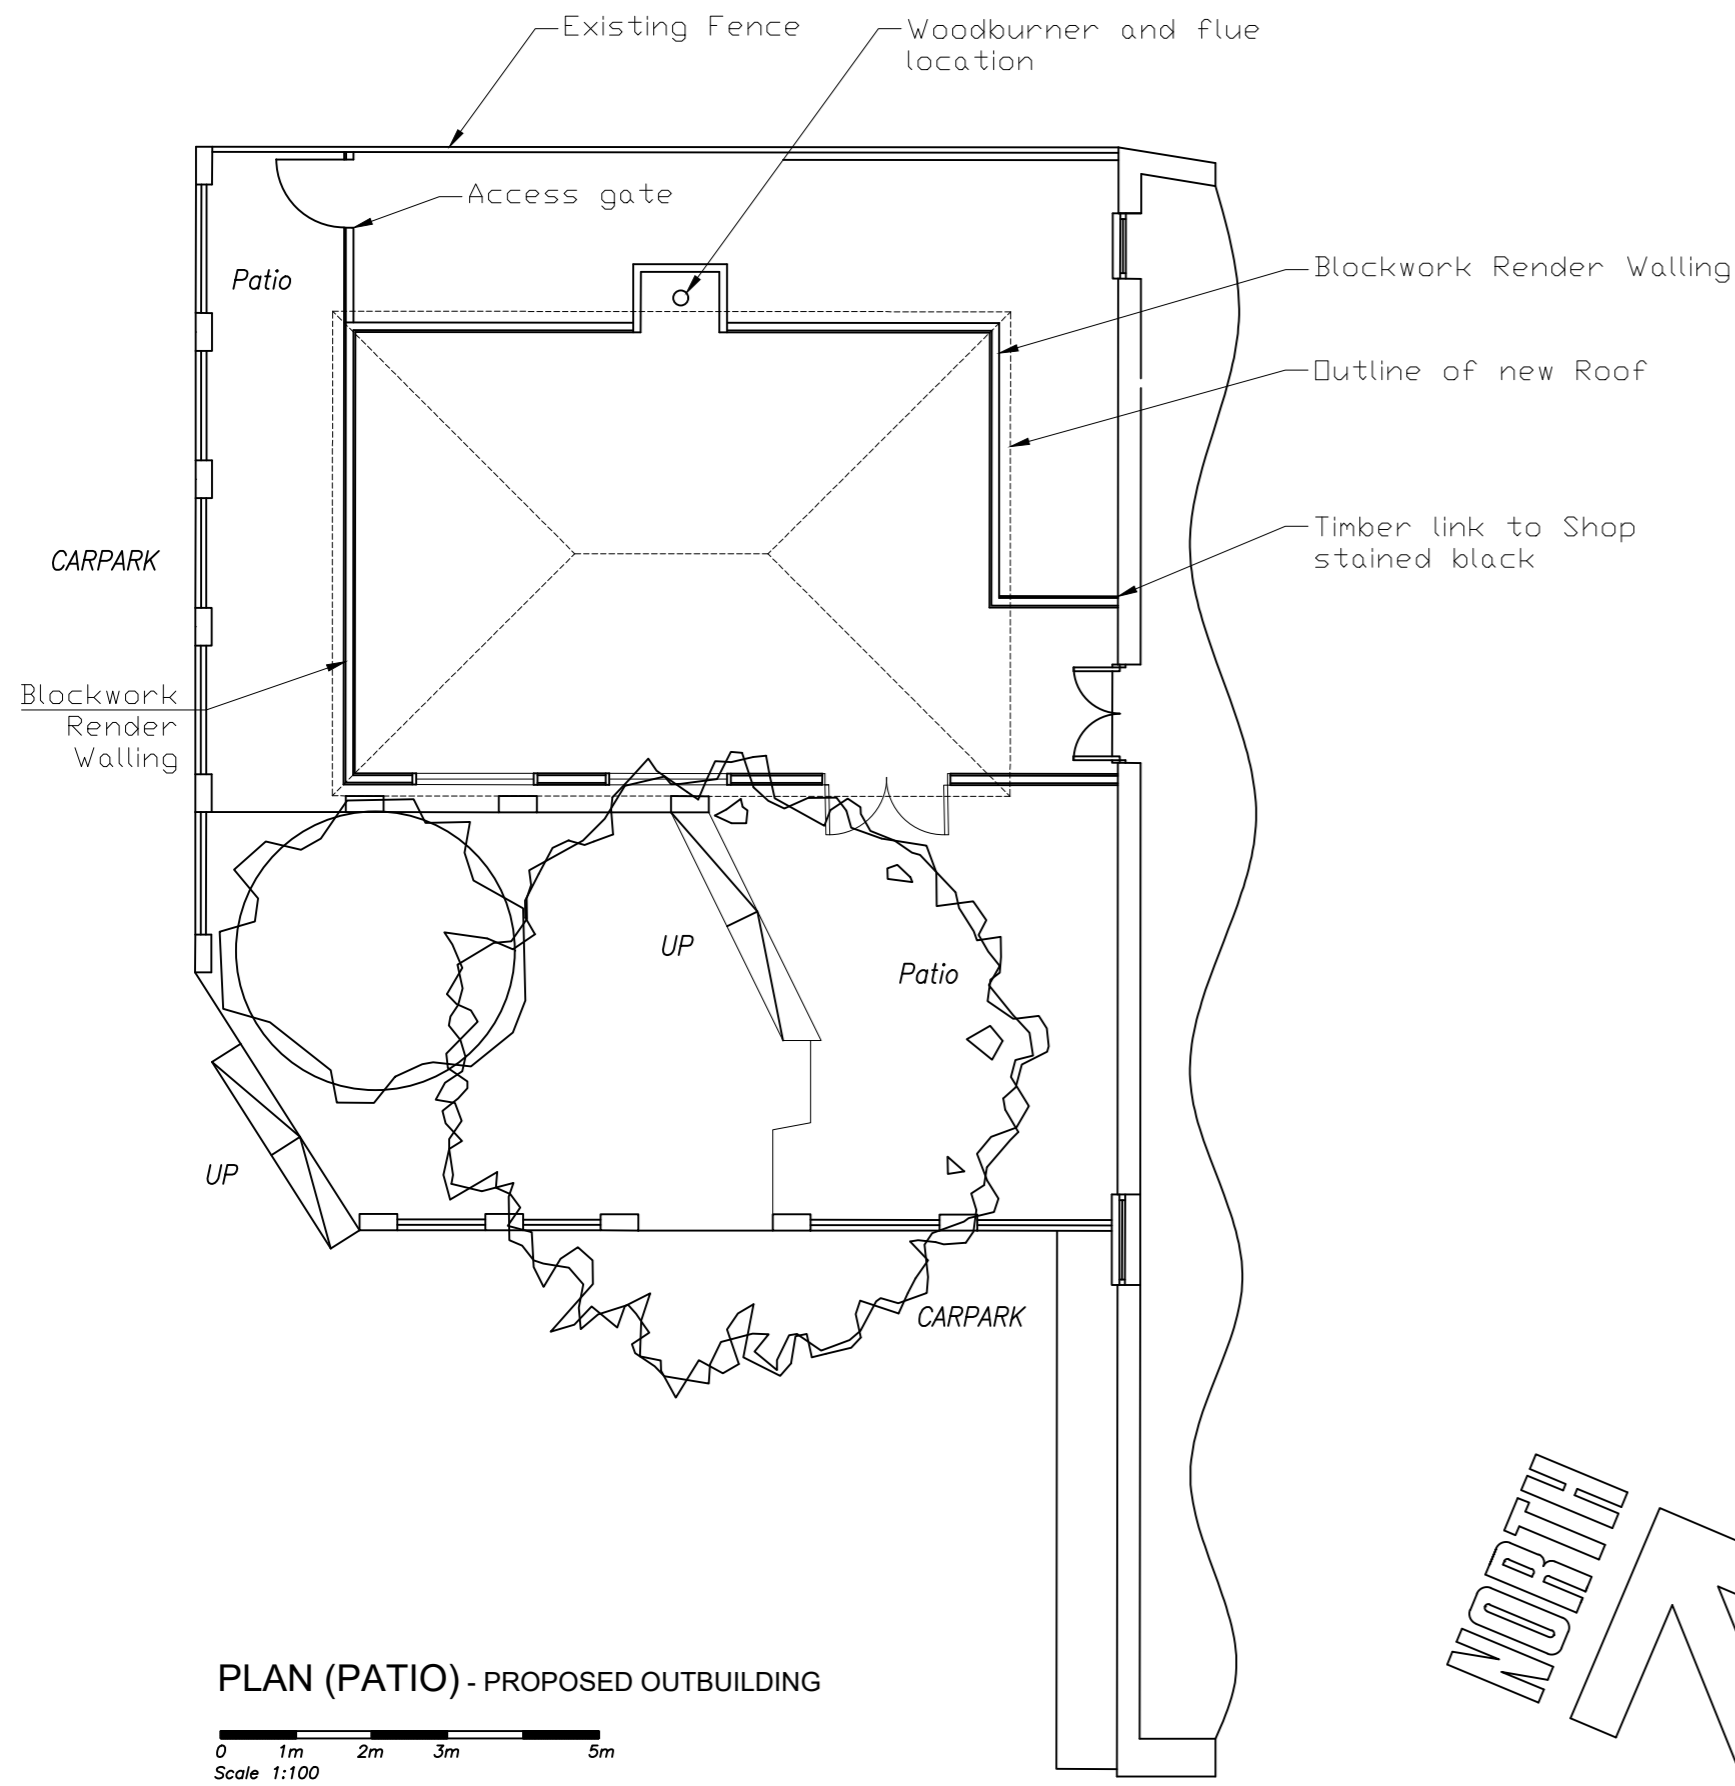 Existing Fence
Woodburner and flue
location
Access gate
Patio
Blockwork Render Walling
Outline of new Roof
CARPARK
Timber link to Shop
stained black
Blockwork
Render
Walling
UP
Patio
UP
CARPARK
NORTH
PLAN (PATIO) - PROPOSED OUTBUILDING
0 1m 2m 3m 5m
Scale 1:100